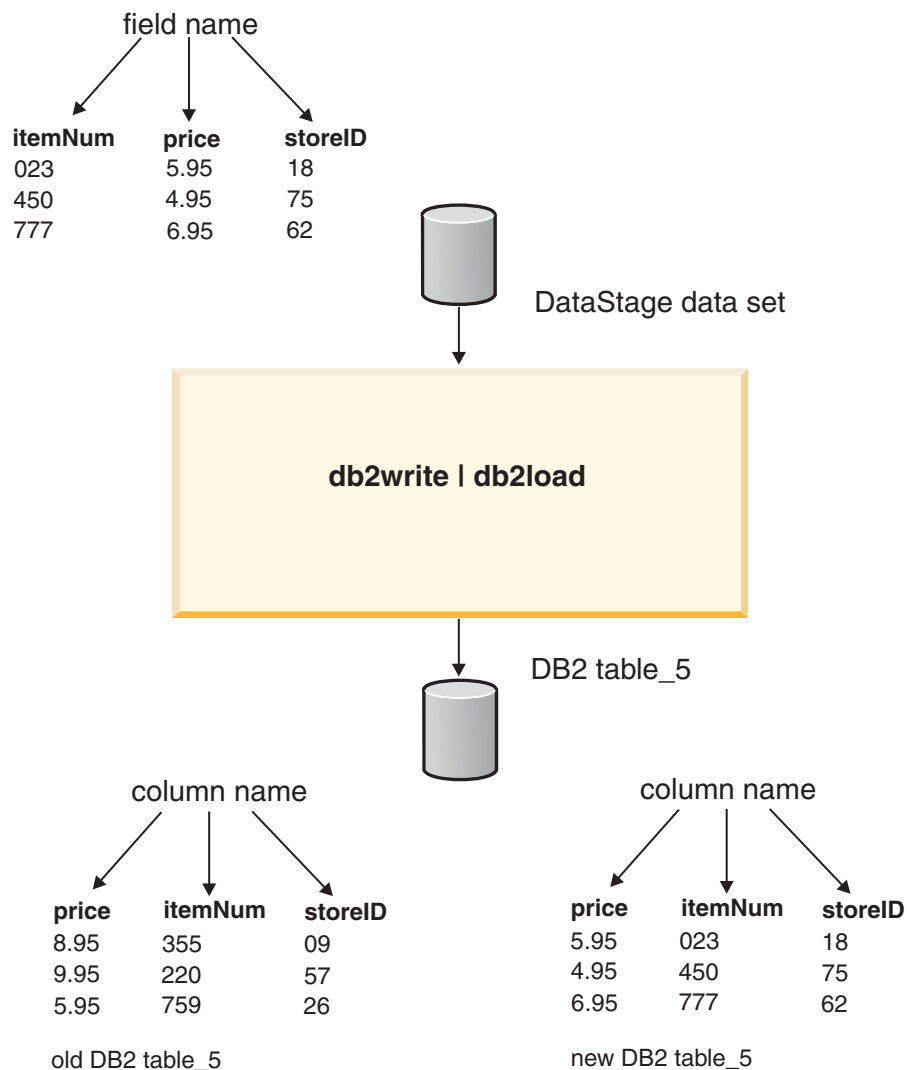 field name
itemNum price storeID
023 5.95 18
450 4.95 75
777 6.95 62
DataStage data set
db2write | db2load
DB2 table_5
column name
price itemNum storeID
8.95 355 09
9.95 220 57
5.95 759 26
old DB2 table_5
column name
price itemNum storeID
5.95 023 18
4.95 450 75
6.95 777 62
new DB2 table_5